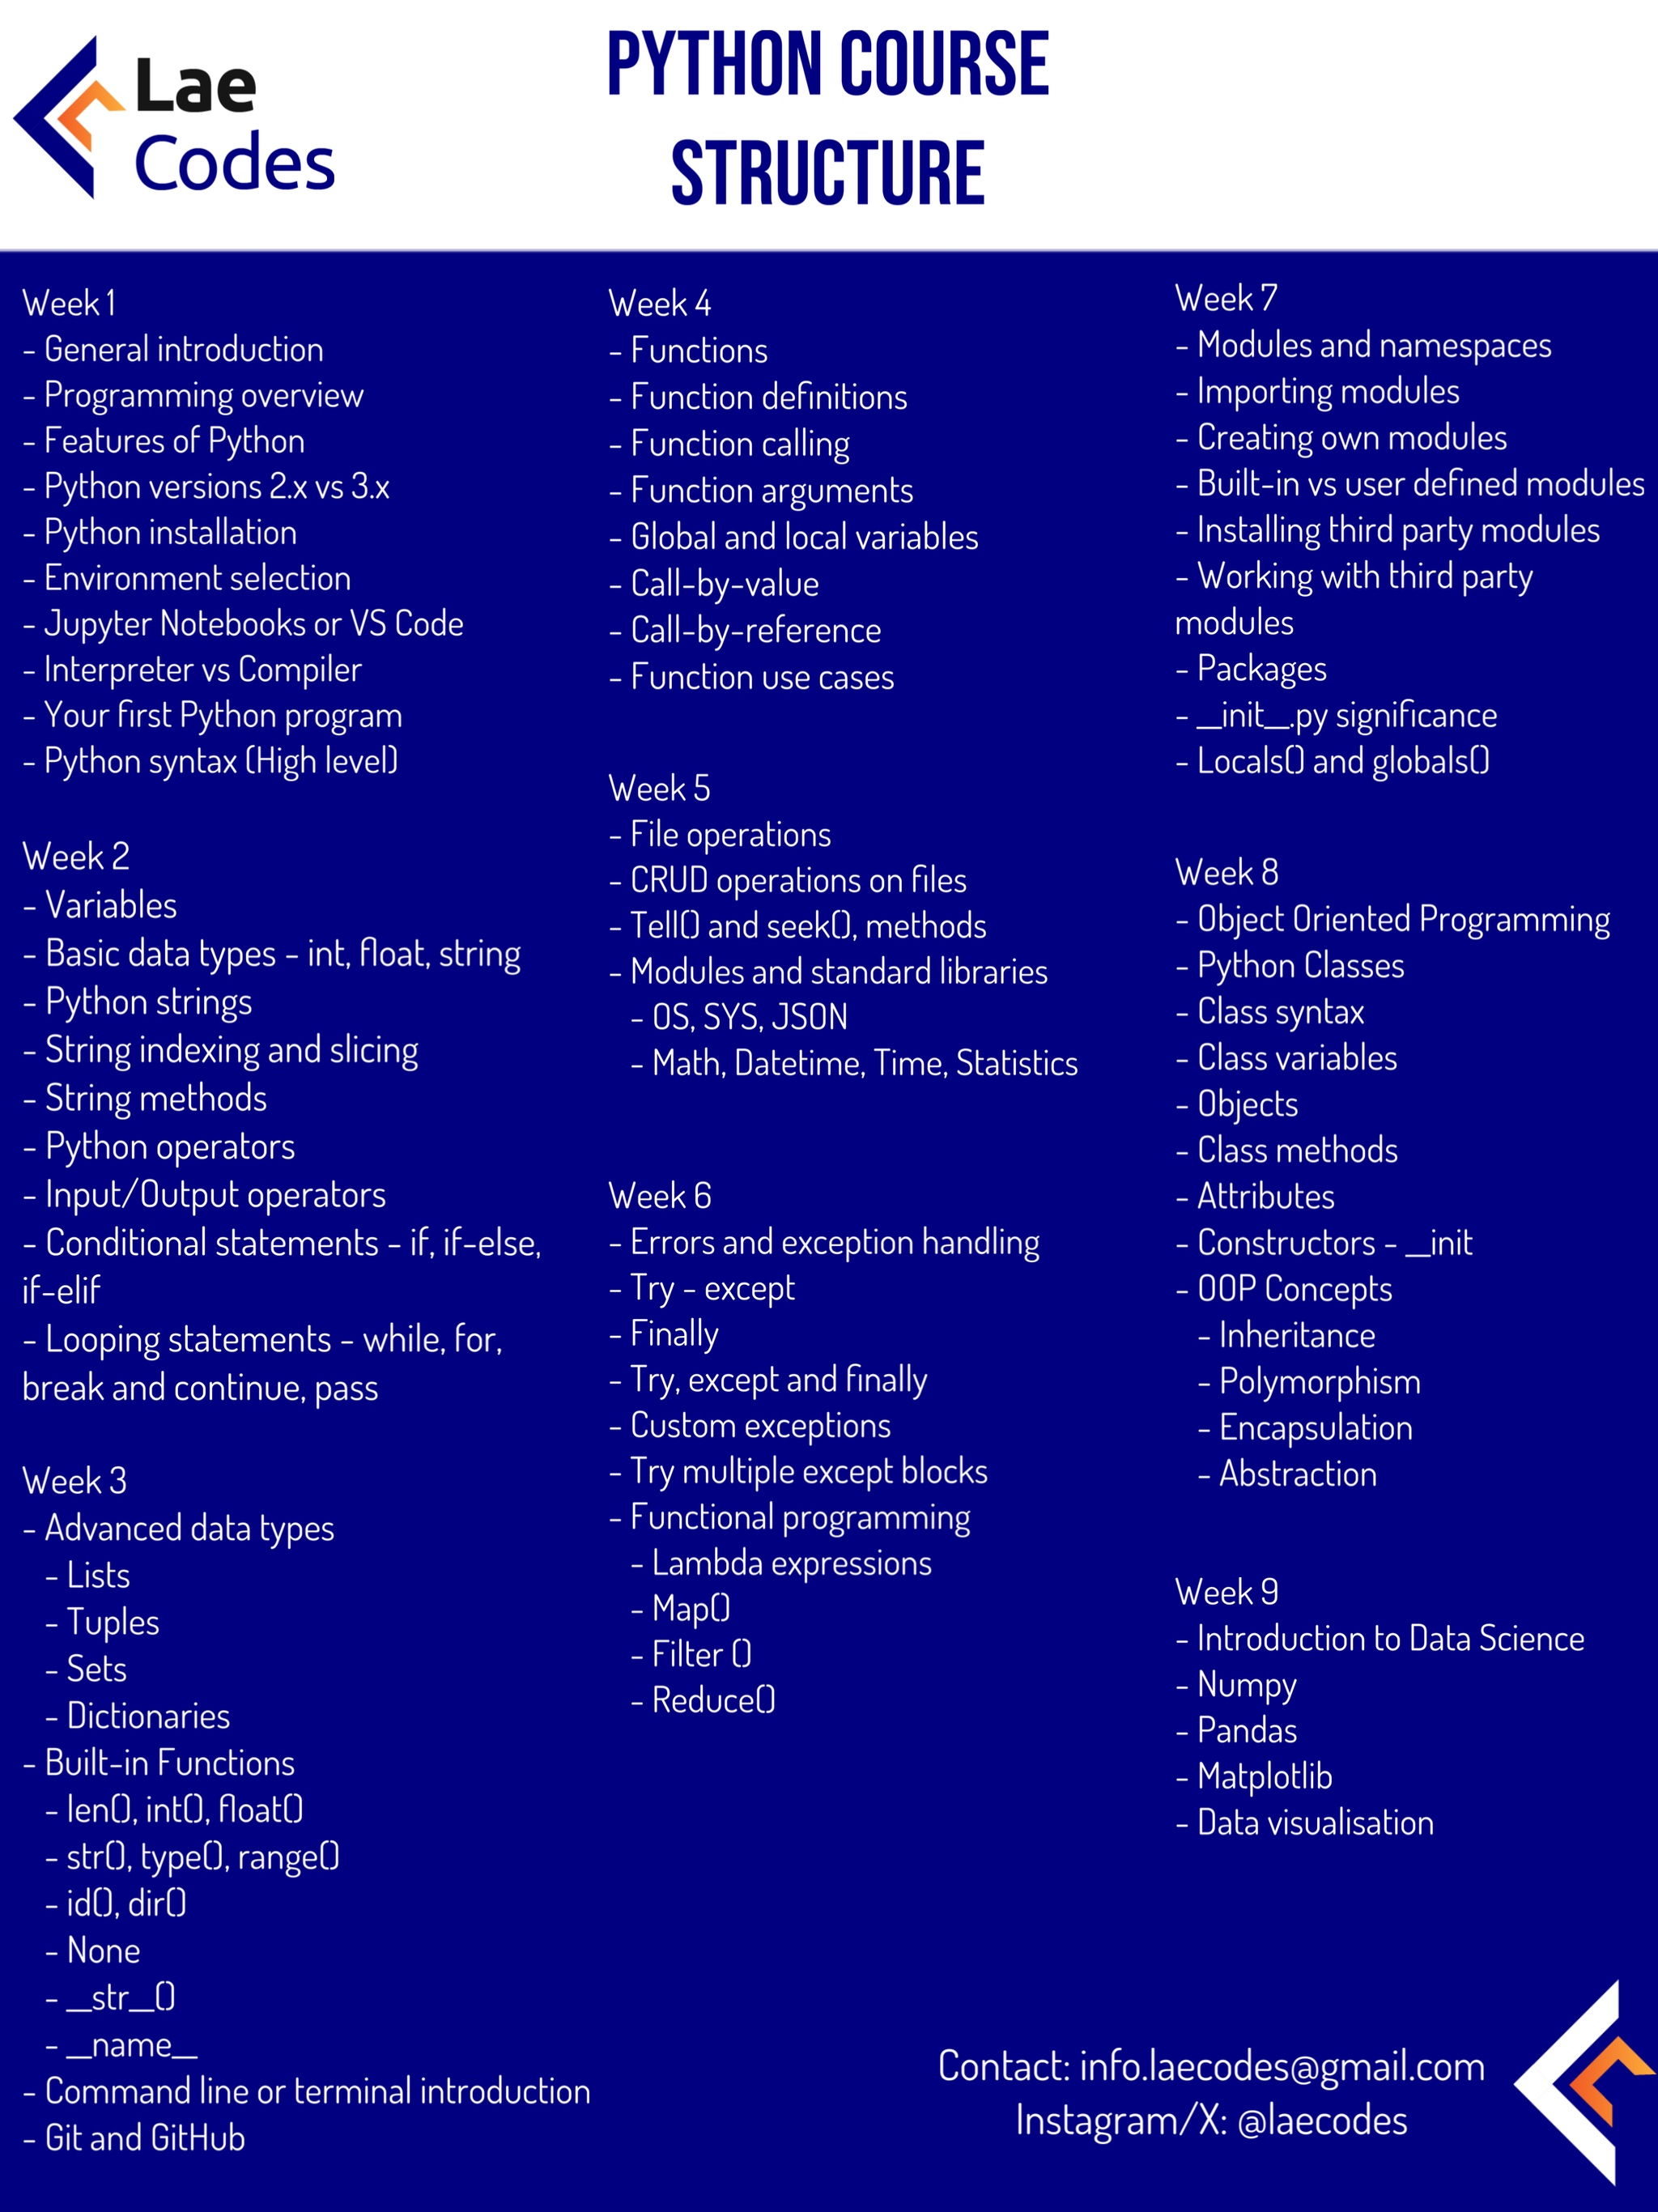 Lae
Codes
PYTHON COURSE
STRUCTURE
Week 1
- General introduction
- Programming overview
- Features of Python
- Python versions 2.x vs 3.x
- Python installation
- Environment selection
- Jupyter Notebooks or VS Code
- Interpreter vs Compiler
- Your first Python program
- Python syntax (High level)
Week 2
- Variables
- Basic data types - int, float, string
- Python strings
- String indexing and slicing
- String methods
- Python operators
- Input/Output operators
- Conditional statements - if, if-else,
if-elif
- Looping statements - while, for,
break and continue, pass
Week 3
- Advanced data types
- Lists
- Tuples
- Sets
- Dictionaries
- Built-in Functions
- len(), int(), float()
- str(), type(), range()
- id(), dir()
- None
- __str__()
- __name__
- Command line or terminal introduction
- Git and GitHub
Week 4
- Functions
- Function definitions
- Function calling
- Function arguments
- Global and local variables
- Call-by-value
- Call-by-reference
- Function use cases
Week 5
- File operations
- CRUD operations on files
- Tell() and seek(), methods
- Modules and standard libraries
- OS, SYS, JSON
- Math, Datetime, Time, Statistics
Week 6
- Errors and exception handling
- Try - except
- Finally
- Try, except and finally
- Custom exceptions
- Try multiple except blocks
- Functional programming
- Lambda expressions
- Map()
- Filter ()
- Reduce()
Week 7
- Modules and namespaces
- Importing modules
- Creating own modules
- Built-in vs user defined modules
- Installing third party modules
- Working with third party
modules
- Packages
- __init__.py significance
- Locals() and globals()
Week 8
- Object Oriented Programming
- Python Classes
- Class syntax
- Class variables
- Objects
- Class methods
- Attributes
- Constructors - __init
- OOP Concepts
- Inheritance
- Polymorphism
- Encapsulation
- Abstraction
Week 9
- Introduction to Data Science
- Numpy
- Pandas
- Matplotlib
- Data visualisation
Contact: info.laecodes@gmail.com
Instagram/X: @laecodes